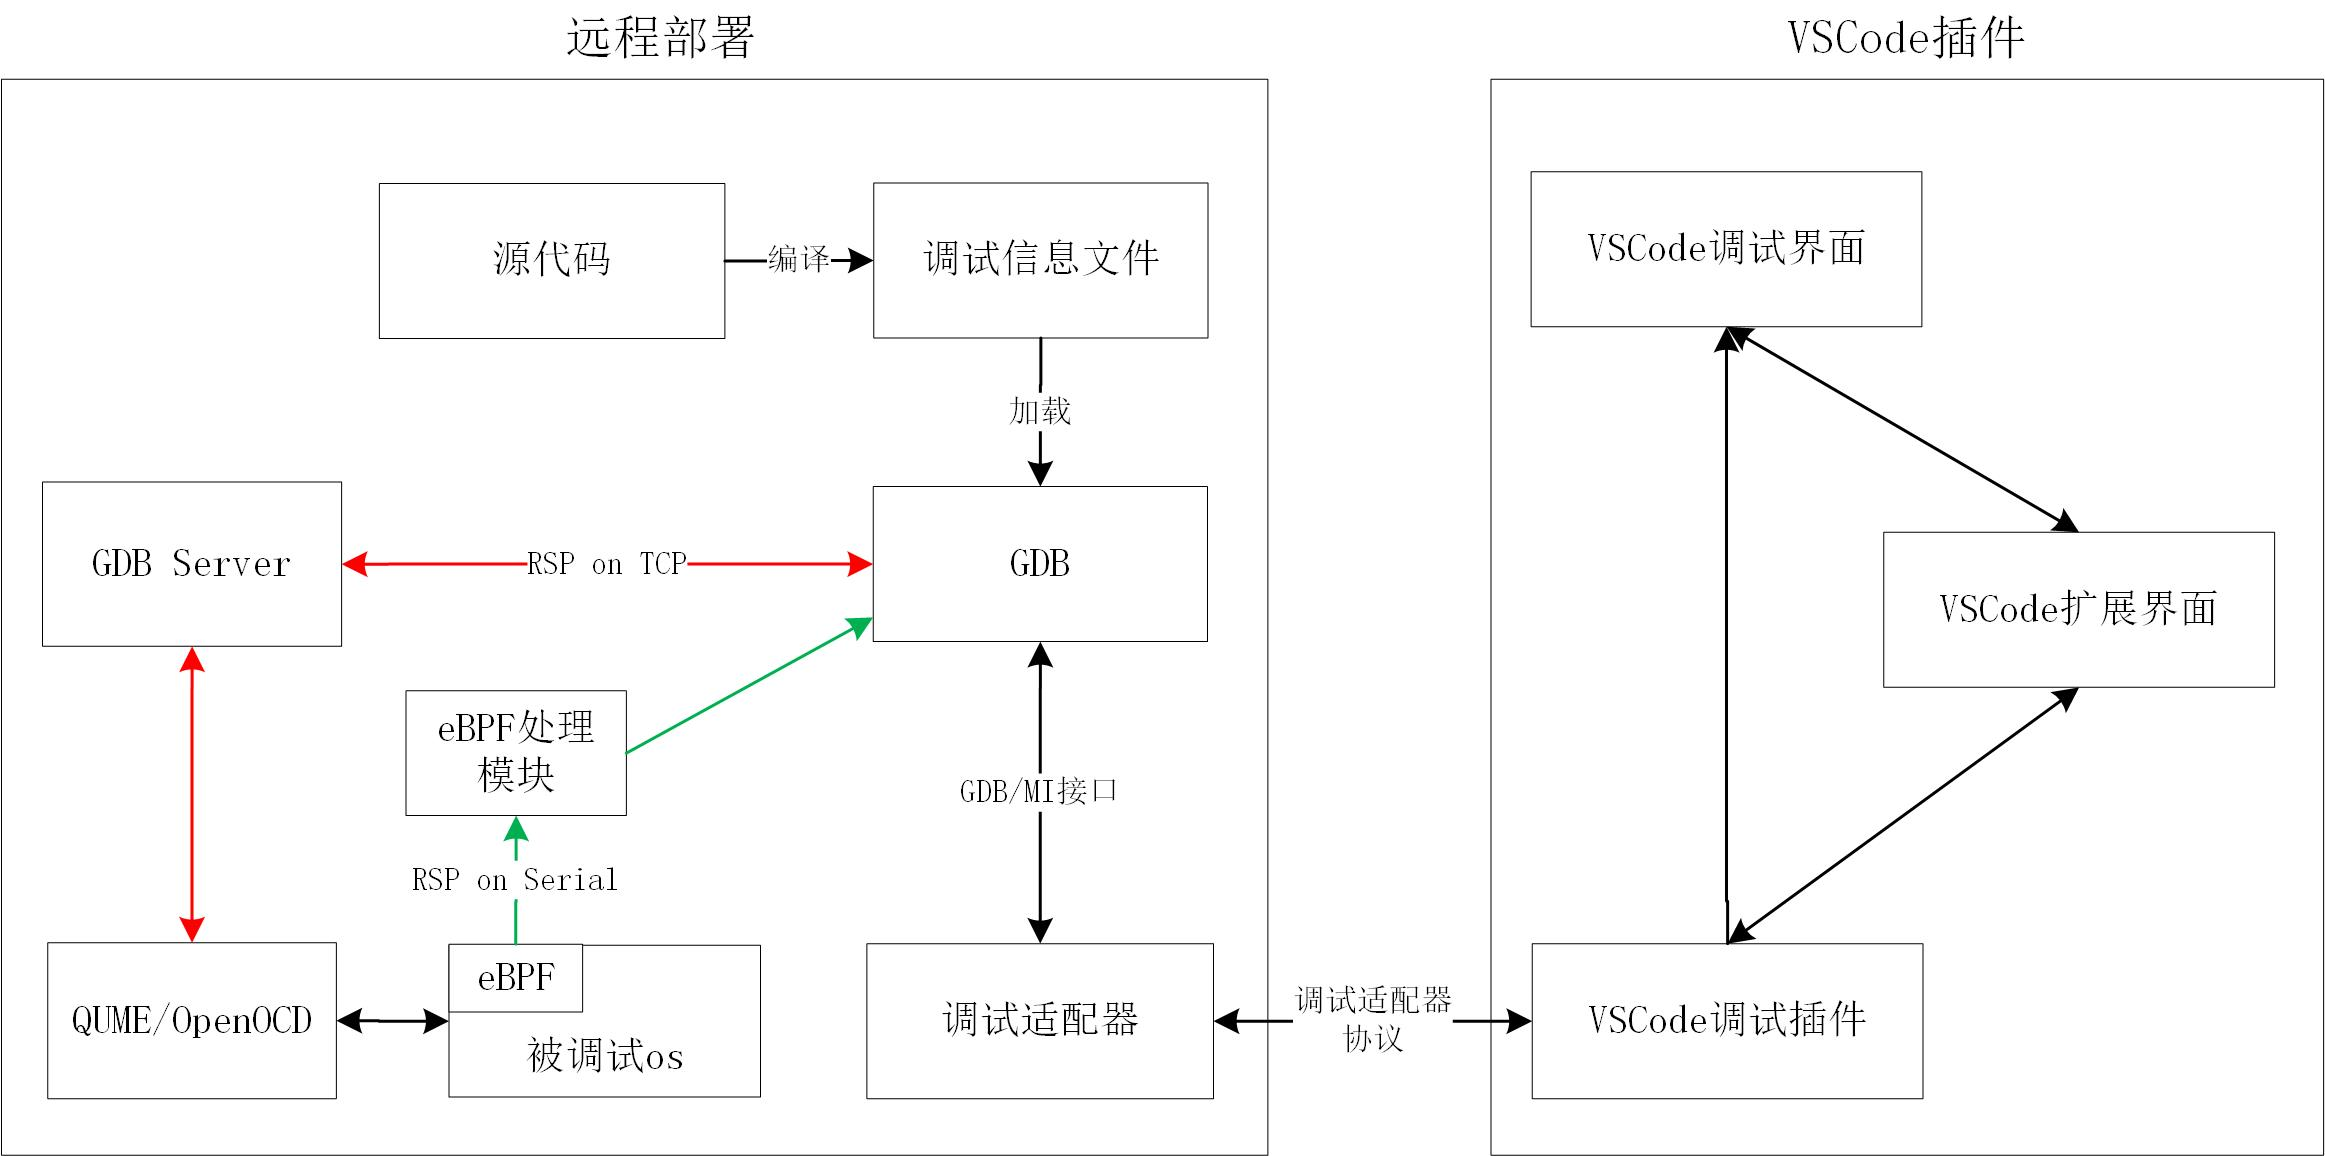 远程部署
VSCode插件
源代码
编译
调试信息文件
VSCode调试界面
加载
GDB Server
RSP on TCP
GDB
VSCode扩展界面
eBPF处理
模块
GDB/MI接口
RSP on Serial
eBPF
QUME/OpenOCD
被调试os
调试适配器
调试适配器
协议
VSCode调试插件